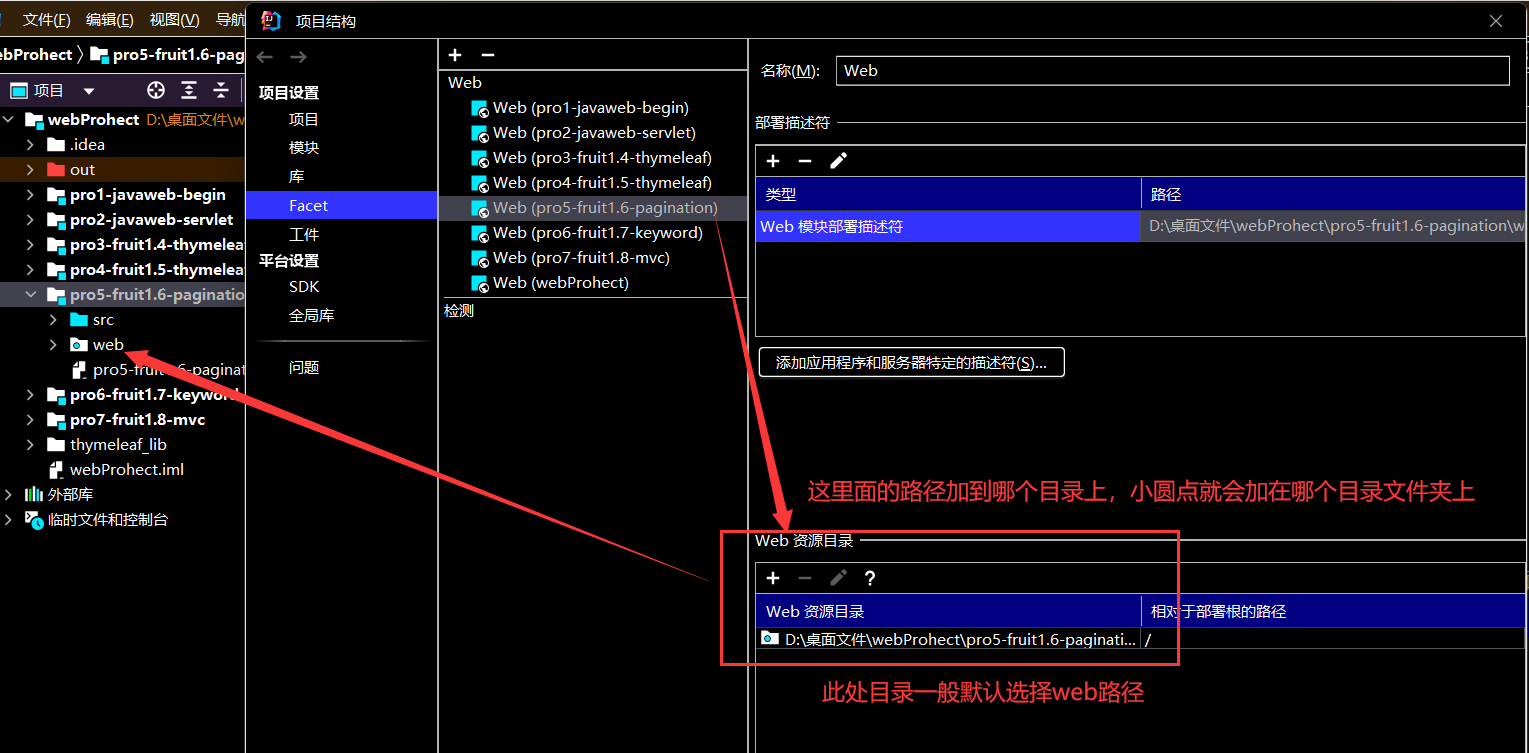 文件(F) 编辑(E) 视图(V) 导航
ebProhect 〉 pro5-fruit1.6-pag
项目
webProhect D:\桌面文件\w
.idea
out
pro1-javaweb-begin
pro2-javaweb-servlet
pro3-fruit1.4-thymelea
pro4-fruit1.5-thymelea
pro5-fruit1.6-paginatio
src
web
pro5-fruit1.6-paginat
pro6-fruit1.7-keyword
pro7-fruit1.8-mvc
thymeleaf_lib
webProhect.iml
外部库
临时文件和控制台
项目结构
项目设置
项目
模块
库
Facet
工件
平台设置
SDK
全局库
问题
Web
Web (pro1-javaweb-begin)
Web (pro2-javaweb-servlet)
Web (pro3-fruit1.4-thymeleaf)
Web (pro4-fruit1.5-thymeleaf)
Web (pro5-fruit1.6-pagination)
Web (pro6-fruit1.7-keyword)
Web (pro7-fruit1.8-mvc)
Web (webProhect)
检测
名称(M): Web
部署描述符
类型 路径
Web 模块部署描述符 D:\桌面文件\webProhect\pro5-fruit1.6-pagination\w
添加应用程序和服务器特定的描述符(S)...
这里面的路径加到哪个目录上，小圆点就会加在哪个目录文件夹上
Web 资源目录
Web 资源目录 相对于部署根的路径
D:\桌面文件\webProhect\pro5-fruit1.6-paginati... /
此处目录一般默认选择web路径